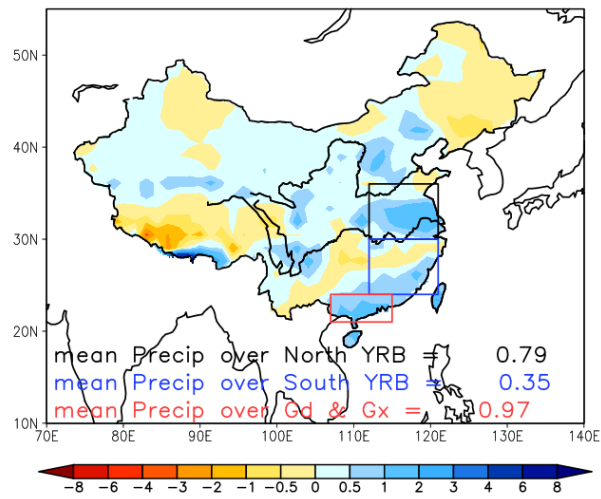 50N
40N
30N
20N
mean Precip over North YRB = 0.79
mean Precip over South YRB = 0.35
mean Precip over Gd & Gx = 0.97
10N
70E 80E 90E 100E 110E 120E 130E 140E
−8 −6 −4 −2 −1 −0.5 0 0.5 1 2 3 4 6 8